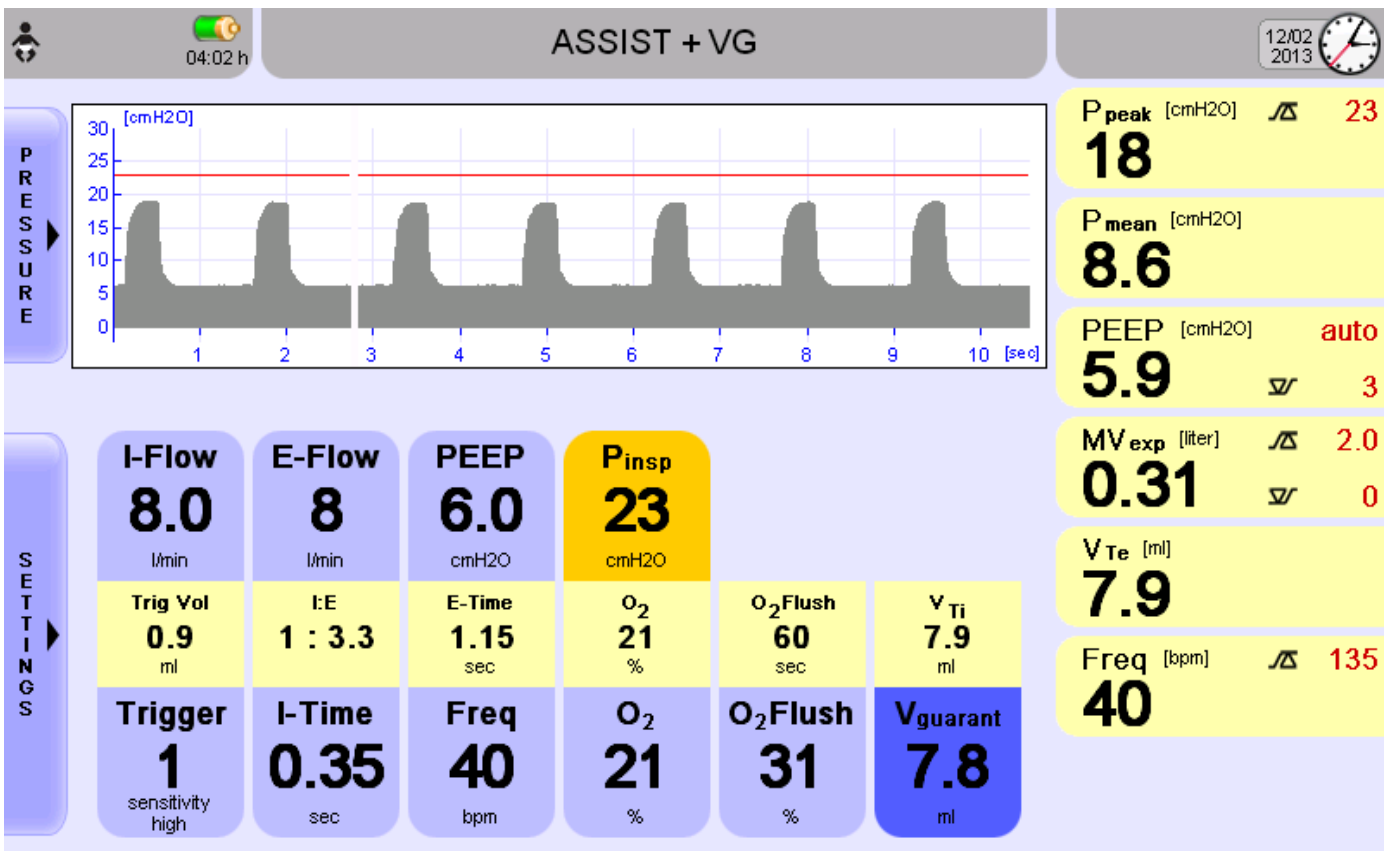 04:02 h
ASSIST + VG
12/02
2013
PRESSURE
[cmH2O]
30
25
20
15
10
5
0
1 2 3 4 5 6 7 8 9 10 [sec]
Ppeak [cmH2O] 23
18
Pmean [cmH2O]
8.6
PEEP [cmH2O] auto
5.9 3
MVexp [liter] 2.0
0.31 0
VTe [ml]
7.9
Freq [bpm] 135
40
SETTINGS
I-Flow E-Flow PEEP Pinsp
8.0 8 6.0 23
l/min l/min cmH2O cmH2O
Trig Vol I:E E-Time O2 O2Flush VTi
0.9 1 : 3.3 1.15 21 60 7.9
ml sec % sec ml
Trigger I-Time Freq O2 O2Flush Vguarant
1 0.35 40 21 31 7.8
sensitivity
high sec bpm % % ml